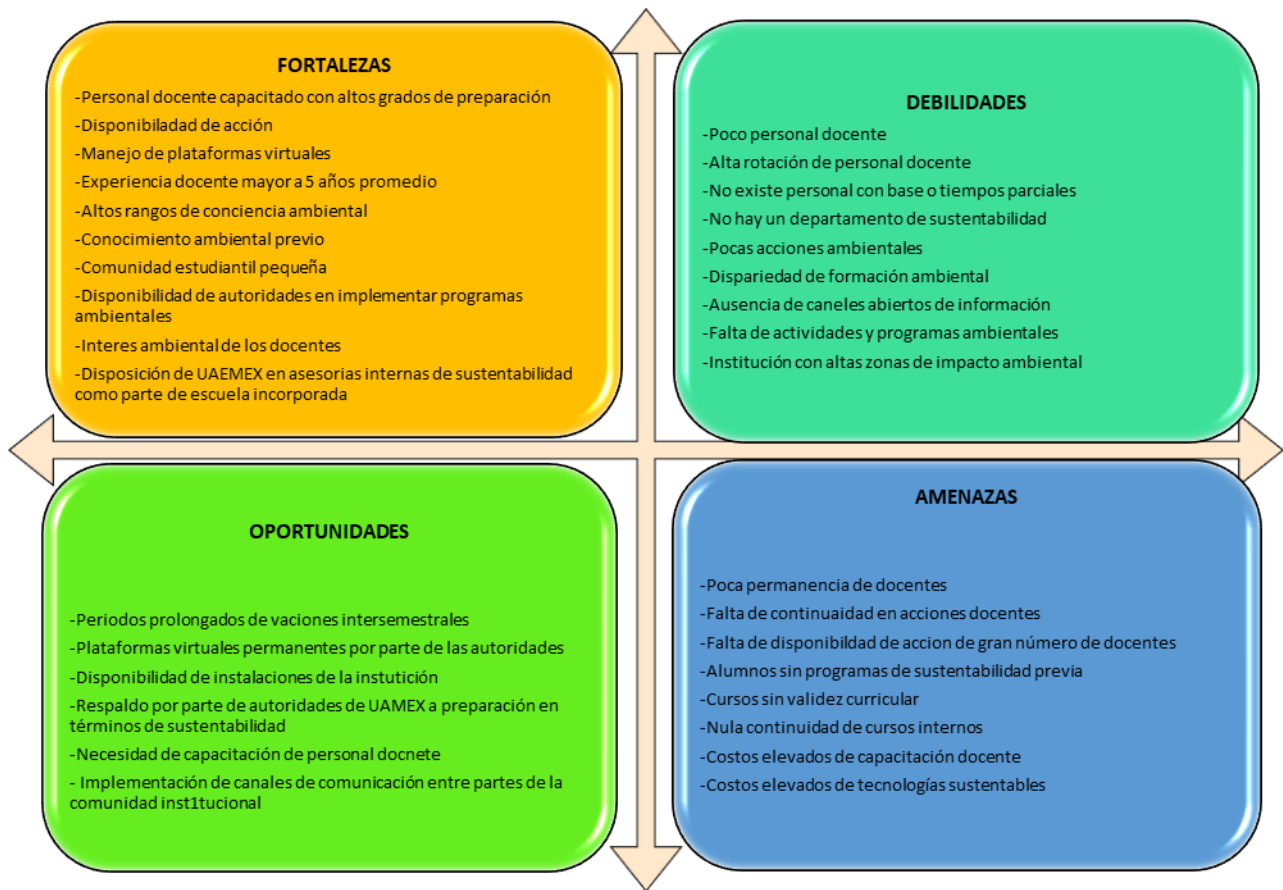 FORTALEZAS
-Personal docente capacitado con altos grados de preparación
-Disponibiladad de acción
-Manejo de plataformas virtuales
-Experiencia docente mayor a 5 años promedio
-Altos rangos de conciencia ambiental
-Conocimiento ambiental previo
-Comunidad estudiantil pequeña
-Disponibilidad de autoridades en implementar programas
ambientales
-Interes ambiental de los docentes
-Disposición de UAEMEX en asesorias internas de sustentabilidad
como parte de escuela incorporada
DEBILIDADES
-Poco personal docente
-Alta rotación de personal docente
-No existe personal con base o tiempos parciales
-No hay un departamento de sustentabilidad
-Pocas acciones ambientales
-Dispariedad de formación ambiental
-Ausencia de caneles abiertos de información
-Falta de actividades y programas ambientales
-Institución con altas zonas de impacto ambiental
OPORTUNIDADES
-Periodos prolongados de vaciones intersemestrales
-Plataformas virtuales permanentes por parte de las autoridades
-Disponibilidad de instalaciones de la instutición
-Respaldo por parte de autoridades de UAMEX a preparación en
términos de sustentabilidad
-Necesidad de capacitación de personal docnete
- Implementación de canales de comunicación entre partes de la
comunidad inst1tucional
AMENAZAS
-Poca permanencia de docentes
-Falta de continuaidad en acciones docentes
-Falta de disponibildad de accion de gran número de docentes
-Alumnos sin programas de sustentabilidad previa
-Cursos sin validez curricular
-Nula continuidad de cursos internos
-Costos elevados de capacitación docente
-Costos elevados de tecnologías sustentables